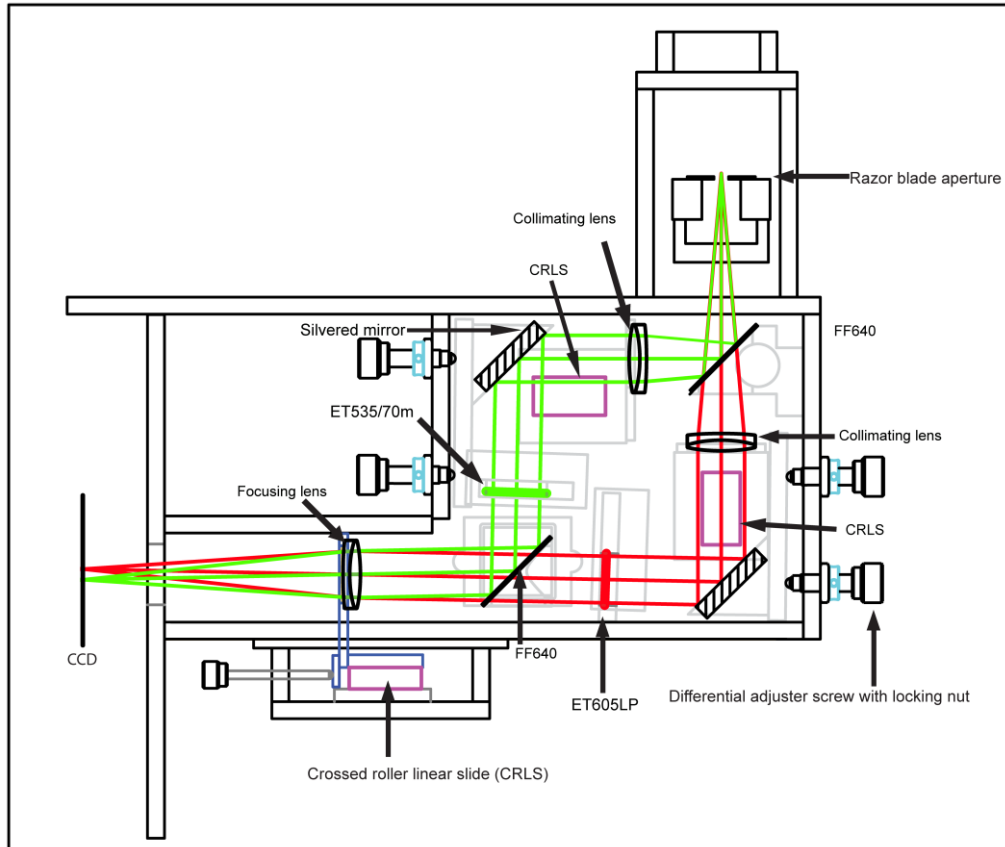 Razor blade aperture
Collimating lens
CRLS
Silvered mirror
FF640
ET535/70m
Collimating lens
Focusing lens
CRLS
CCD
FF640
ET605LP
Differential adjuster screw with locking nut
Crossed roller linear slide (CRLS)